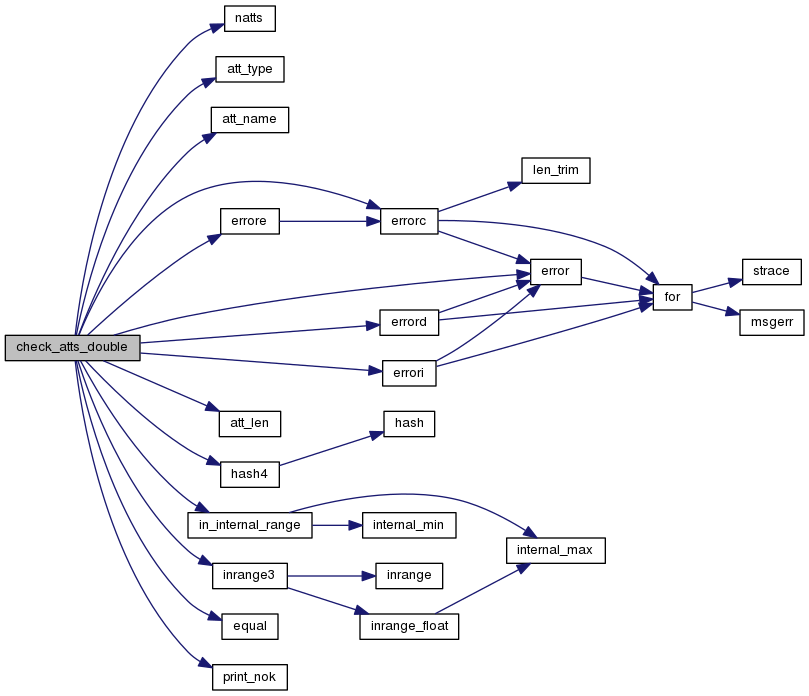 natts
att_type
att_name
len_trim
errore
errorc
error
strace
for
errord
msgerr
check_atts_double
errori
att_len
hash
hash4
in_internal_range
internal_min
internal_max
inrange3
inrange
equal
inrange_float
print_nok